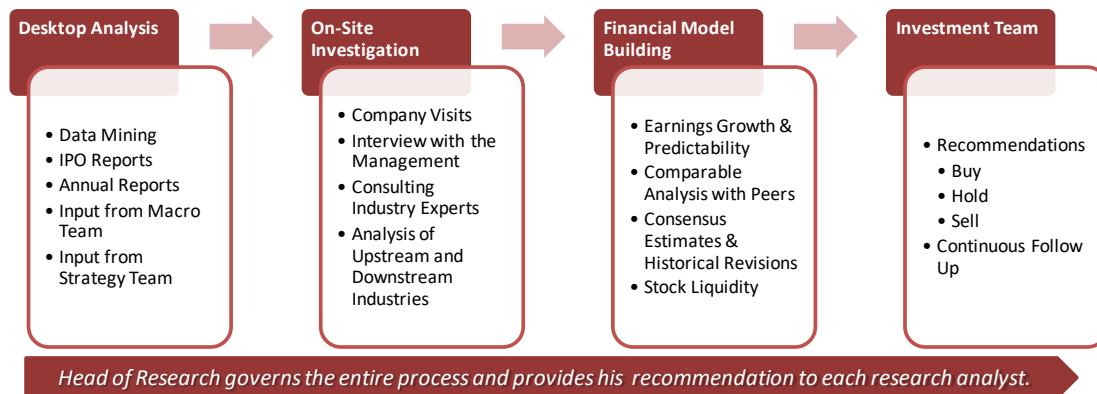 Desktop Analysis
• Data Mining
• IPO Reports
• Annual Reports
• Input from Macro
Team
• Input from
Strategy Team
On-Site
Investigation
• Company Visits
• Interview with the
Management
• Consulting
Industry Experts
• Analysis of
Upstream and
Downstream
Industries
Financial Model
Building
• Earnings Growth &
Predictability
• Comparable
Analysis with Peers
• Consensus
Estimates &
Historical Revisions
• Stock Liquidity
Investment Team
• Recommendations
• Buy
• Hold
• Sell
• Continuous Follow
Up
Head of Research governs the entire process and provides his recommendation to each research analyst.